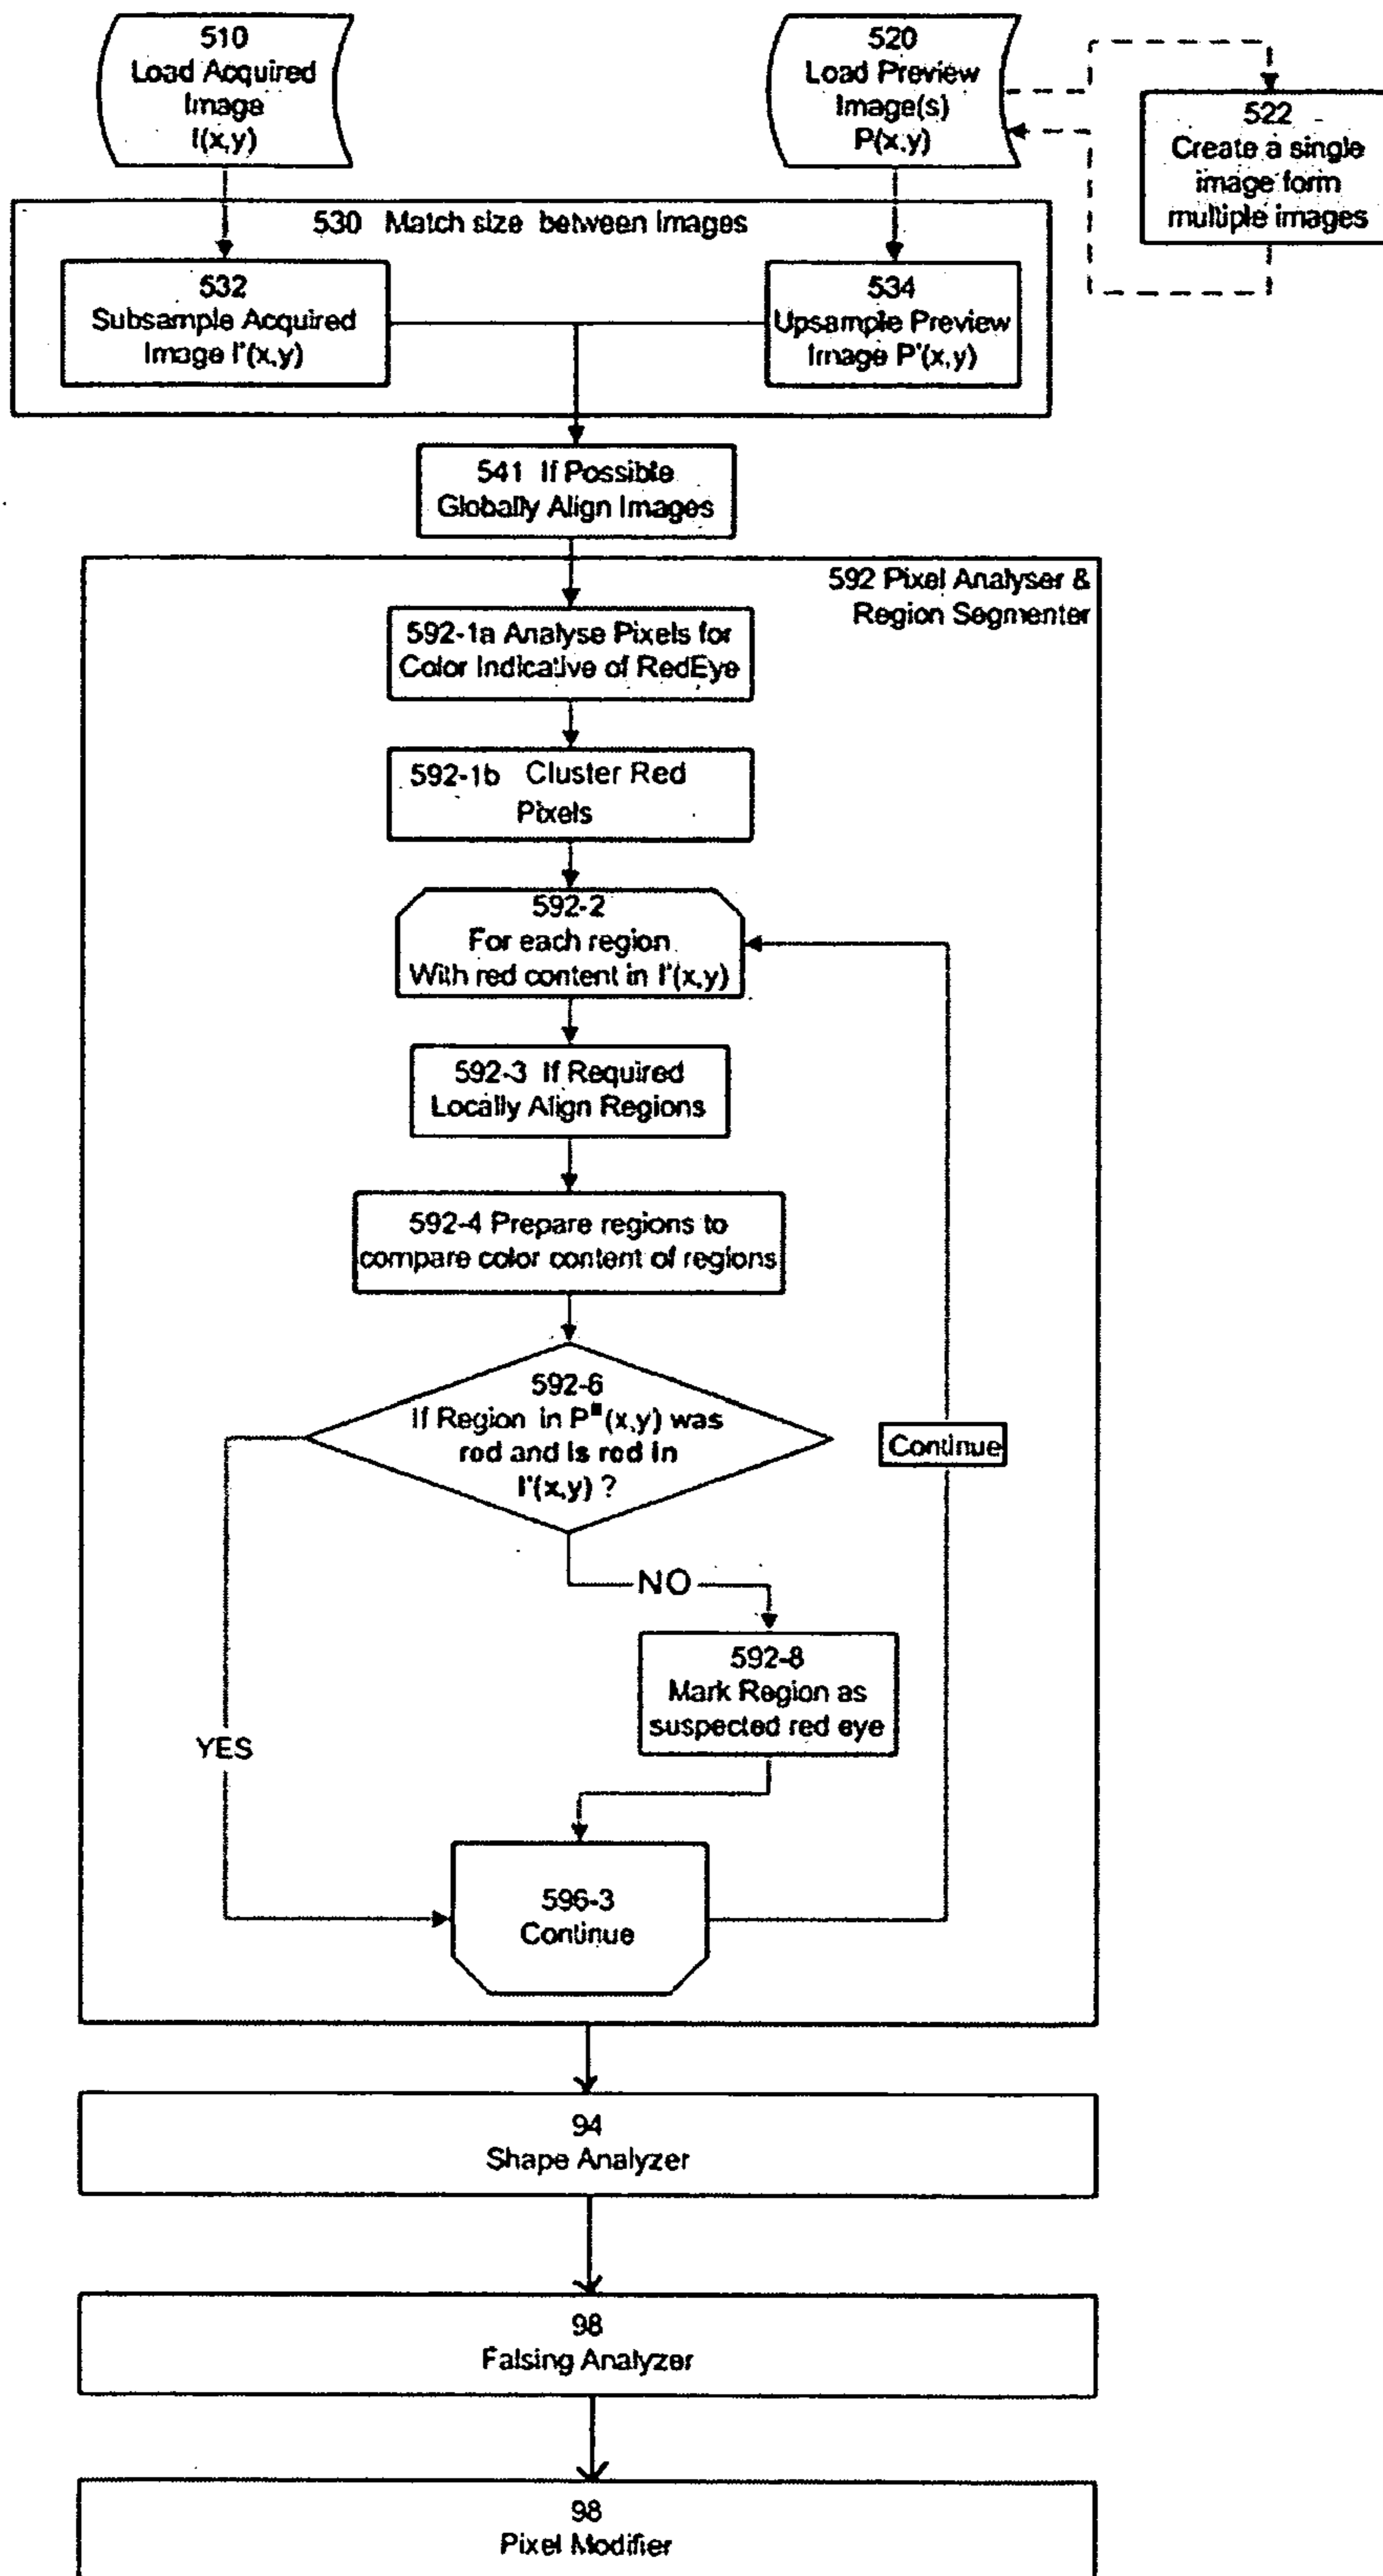 510
Load Acquired
Image
I(x,y)
520
Load Preview
Image(s)
P(x,y)
522
Create a single
image form
multiple images
530 Match size between Images
532
Subsample Acquired
Image I'(x,y)
534
Upsample Preview
Image P'(x,y)
541 If Possible
Globally Align Images
592 Pixel Analyser &
Region Segmenter
592-1a Analyse Pixels for
Color Indicative of RedEye
592-1b Cluster Red
Pixels
592-2
For each region
With red content in I'(x,y)
592-3 If Required
Locally Align Regions
592-4 Prepare regions to
compare color content of regions
592-6
If Region in P"(x,y) was
red and is red in
I'(x,y) ?
Continue
NO
592-8
Mark Region as
suspected red eye
YES
596-3
Continue
94
Shape Analyzer
98
Falsing Analyzer
98
Pixel Modifier